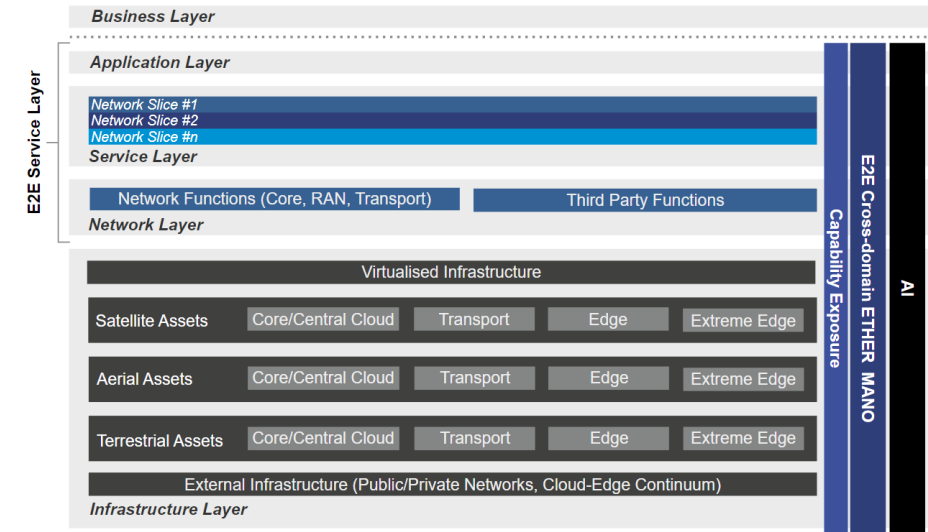 Business Layer
Application Layer
E2E Service Layer
Network Slice #1
Network Slice #2
Network Slice #n
Service Layer
Network Functions (Core, RAN, Transport)
Third Party Functions
Network Layer
Virtualised Infrastructure
Satellite Assets
Core/Central Cloud
Transport
Edge
Extreme Edge
Aerial Assets
Core/Central Cloud
Transport
Edge
Extreme Edge
Terrestrial Assets
Core/Central Cloud
Transport
Edge
Extreme Edge
External Infrastructure (Public/Private Networks, Cloud-Edge Continuum)
Infrastructure Layer
Capability Exposure
E2E Cross-domain ETHER MANO
AI